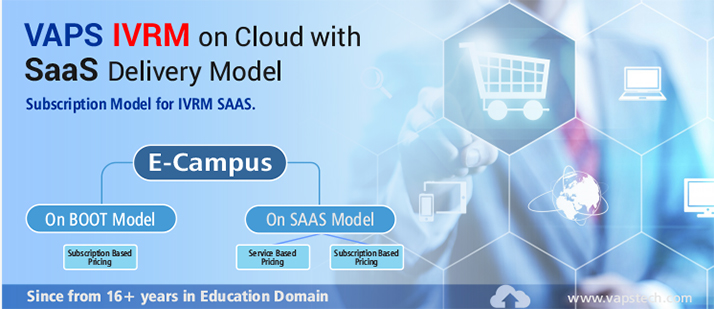 VAPS IVRM on Cloud with
SaaS Delivery Model
Subscription Model for IVRM SAAS.
E-Campus
On BOOT Model
On SAAS Model
Subscription Based
Pricing
Service Based
Pricing
Subscription Based
Pricing
Since from 16+ years in Education Domain
www.vapstech.com